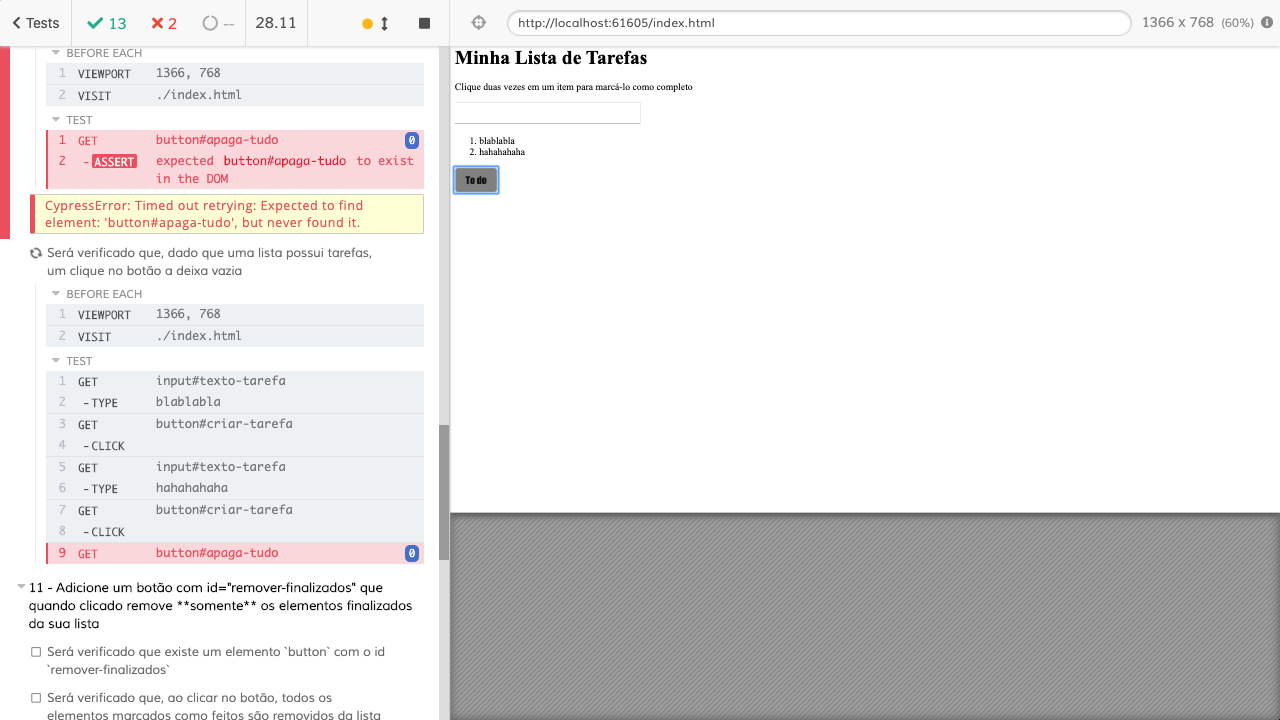 Tests
13
2
--
28.11
http://localhost:61605/index.html
1366 x 768 (60%)
BEFORE EACH
1 VIEWPORT 1366, 768
2 VISIT ./index.html
TEST
1 GET button#apaga-tudo 0
2 -ASSERT expected button#apaga-tudo to exist
in the DOM
CypressError: Timed out retrying: Expected to find
element: 'button#apaga-tudo', but never found it.
Será verificado que, dado que uma lista possui tarefas,
um clique no botão a deixa vazia
BEFORE EACH
1 VIEWPORT 1366, 768
2 VISIT ./index.html
TEST
1 GET input#texto-tarefa
2 -TYPE blablabla
3 GET button#criar-tarefa
4 -CLICK
5 GET input#texto-tarefa
6 -TYPE hahahahaha
7 GET button#criar-tarefa
8 -CLICK
9 GET button#apaga-tudo 0
11 - Adicione um botão com id="remover-finalizados" que
quando clicado remove **somente** os elementos finalizados
da sua lista
Será verificado que existe um elemento `button` com o id
`remover-finalizados`
Será verificado que, ao clicar no botão, todos os
elementos marcados como feitos são removidos da lista
Minha Lista de Tarefas
Clique duas vezes em um item para marcá-lo como completo
1. blablabla
2. hahahahaha
To do